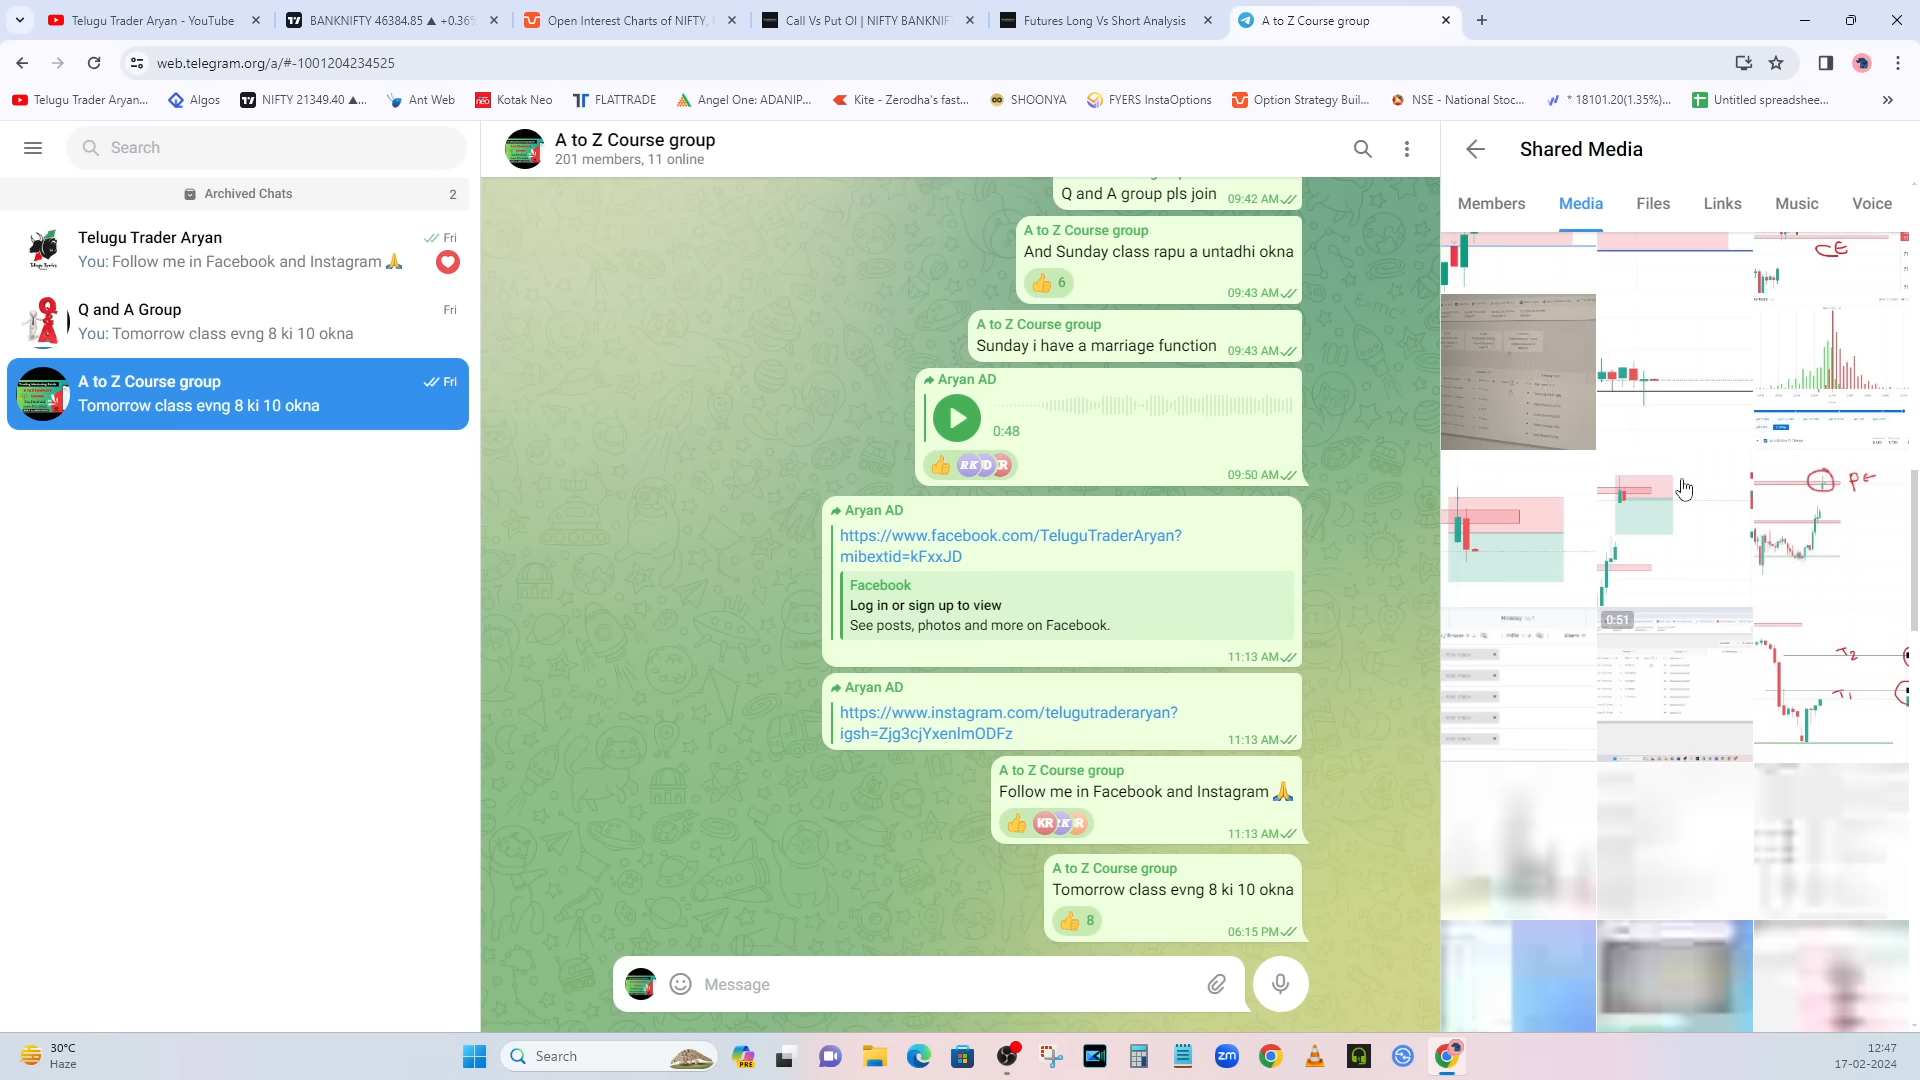 Telugu Trader Aryan - YouTube
BANKNIFTY 46384.85 ▲ +0.36%
Open Interest Charts of NIFTY,
Call Vs Put OI | NIFTY BANKNIF
Futures Long Vs Short Analysis
A to Z Course group
web.telegram.org/a/#-1001204234525
Telugu Trader Aryan...
Algos
NIFTY 21349.40 ▲...
Ant Web
Kotak Neo
FLATTRADE
Angel One: ADANIP...
Kite - Zerodha's fast...
SHOONYA
FYERS InstaOptions
Option Strategy Buil...
NSE - National Stoc...
* 18101.20(1.35%)...
Untitled spreadshee...
Search
Archived Chats
2
Telugu Trader Aryan
Fri
You: Follow me in Facebook and Instagram 🙏
Q and A Group
Fri
You: Tomorrow class evng 8 ki 10 okna
A to Z Course group
Fri
Tomorrow class evng 8 ki 10 okna
A to Z Course group
201 members, 11 online
Q and A group pls join
09:42 AM
A to Z Course group
And Sunday class rapu a untadhi okna
👍 6
09:43 AM
A to Z Course group
Sunday i have a marriage function
09:43 AM
Aryan AD
0:48
👍 RK D KR
09:50 AM
Aryan AD
https://www.facebook.com/TeluguTraderAryan?
mibextid=kFxxJD
Facebook
Log in or sign up to view
See posts, photos and more on Facebook.
11:13 AM
Aryan AD
https://www.instagram.com/telugutraderaryan?
igsh=Zjg3cjYxenlmODFz
11:13 AM
A to Z Course group
Follow me in Facebook and Instagram 🙏
11:13 AM
A to Z Course group
Tomorrow class evng 8 ki 10 okna
👍 8
06:15 PM
Message
Shared Media
Members
Media
Files
Links
Music
Voice
CE
PE
Monday
0:51
T2
T1
30°C
Haze
Search
12:47
17-02-2024